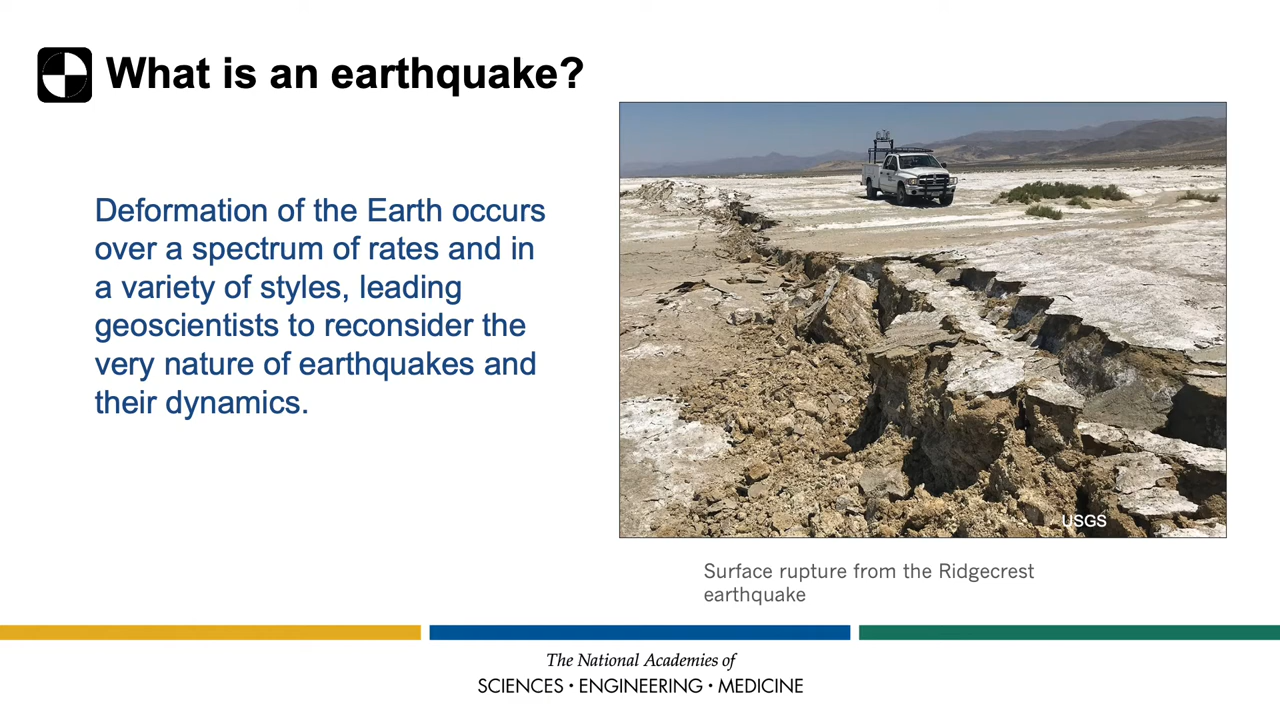 What is an earthquake?
Deformation of the Earth occurs
over a spectrum of rates and in
a variety of styles, leading
geoscientists to reconsider the
very nature of earthquakes and
their dynamics.
USGS
Surface rupture from the Ridgecrest
earthquake
The National Academies of
SCIENCES · ENGINEERING · MEDICINE